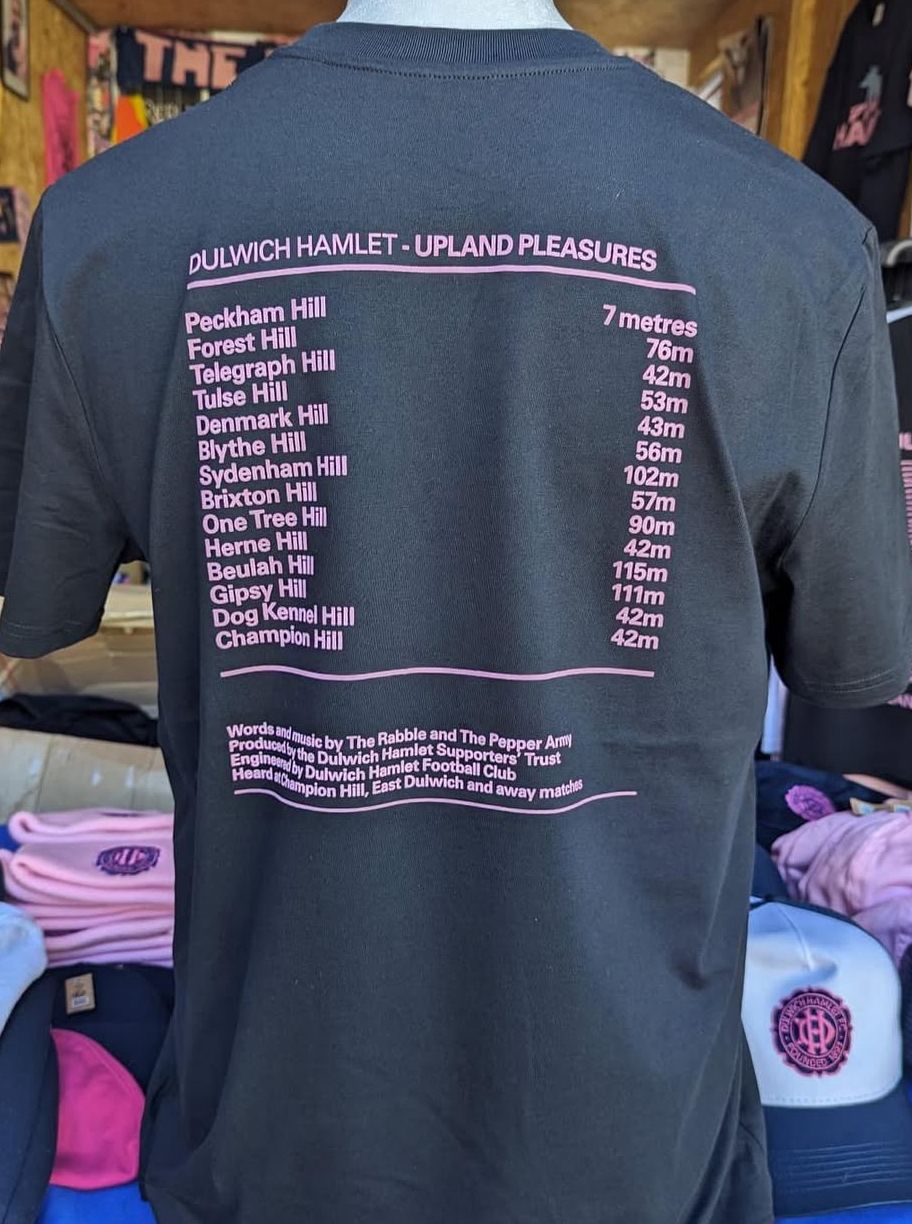 THE
DULWICH HAMLET - UPLAND PLEASURES
Peckham Hill 7 metres
Forest Hill 76m
Telegraph Hill 42m
Tulse Hill 53m
Denmark Hill 43m
Blythe Hill 56m
Sydenham Hill 102m
Brixton Hill 57m
One Tree Hill 90m
Herne Hill 42m
Beulah Hill 115m
Gipsy Hill 111m
Dog Kennel Hill 42m
Champion Hill 42m
Words and music by The Rabble and The Pepper Army
Produced by the Dulwich Hamlet Supporters' Trust
Engineered by Dulwich Hamlet Football Club
Heard at Champion Hill, East Dulwich and away matches
DULWICH HAMLET FC